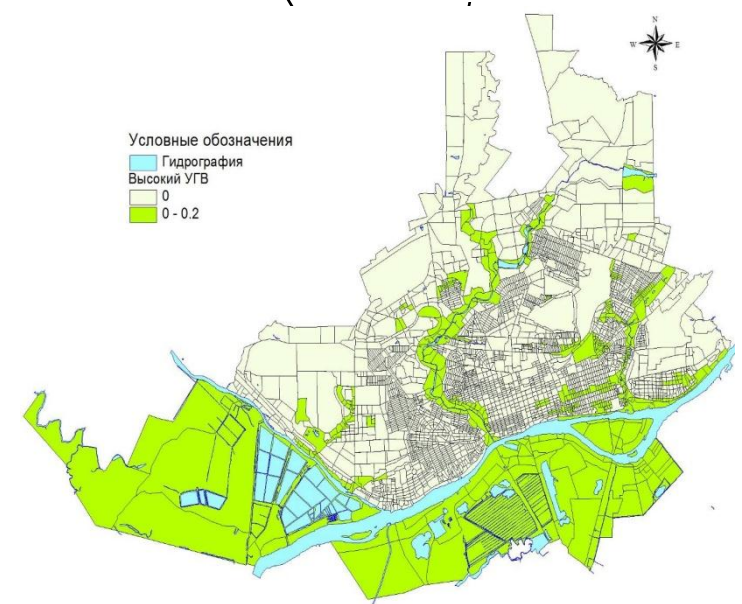 N
W E
S
Условные обозначения
Гидрография
Высокий УГВ
0
0 - 0.2